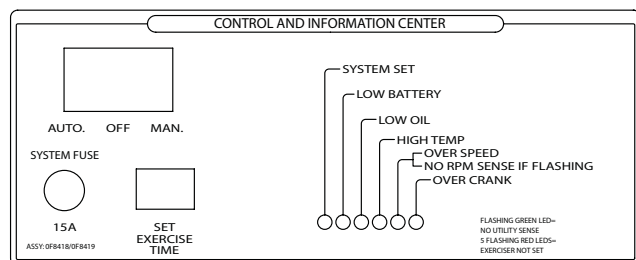 CONTROL AND INFORMATION CENTER
AUTO. OFF MAN.
SYSTEM FUSE
15A
SET
EXERCISE
TIME
ASSY: 0F8418/0F8419
SYSTEM SET
LOW BATTERY
LOW OIL
HIGH TEMP
OVER SPEED
NO RPM SENSE IF FLASHING
OVER CRANK
FLASHING GREEN LED=
NO UTILITY SENSE
5 FLASHING RED LEDS=
EXERCISER NOT SET